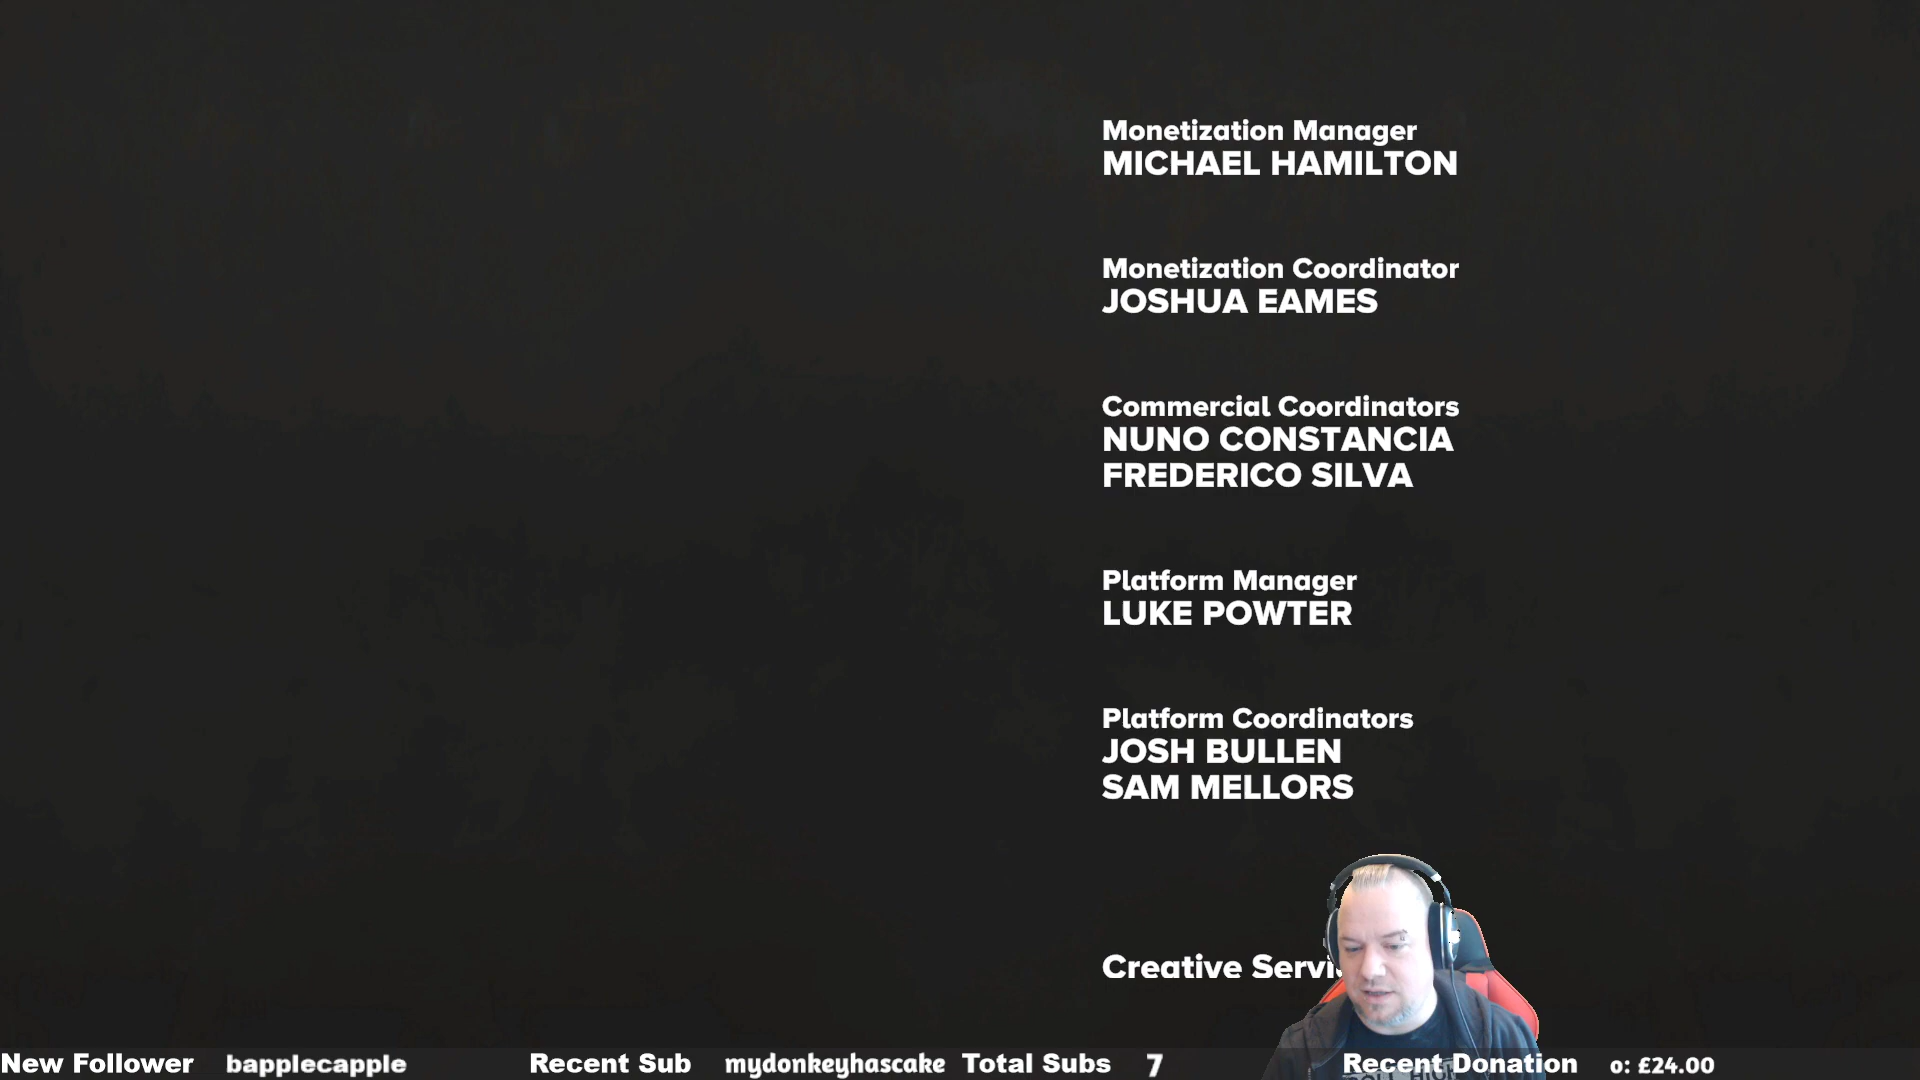 Monetization Manager
MICHAEL HAMILTON
Monetization Coordinator
JOSHUA EAMES
Commercial Coordinators
NUNO CONSTANCIA
FREDERICO SILVA
Platform Manager
LUKE POWTER
Platform Coordinators
JOSH BULLEN
SAM MELLORS
Creative
New Follower bapplecapple Recent Sub mydonkeyhascake Total Subs 7 Recent Donation o: £24.00